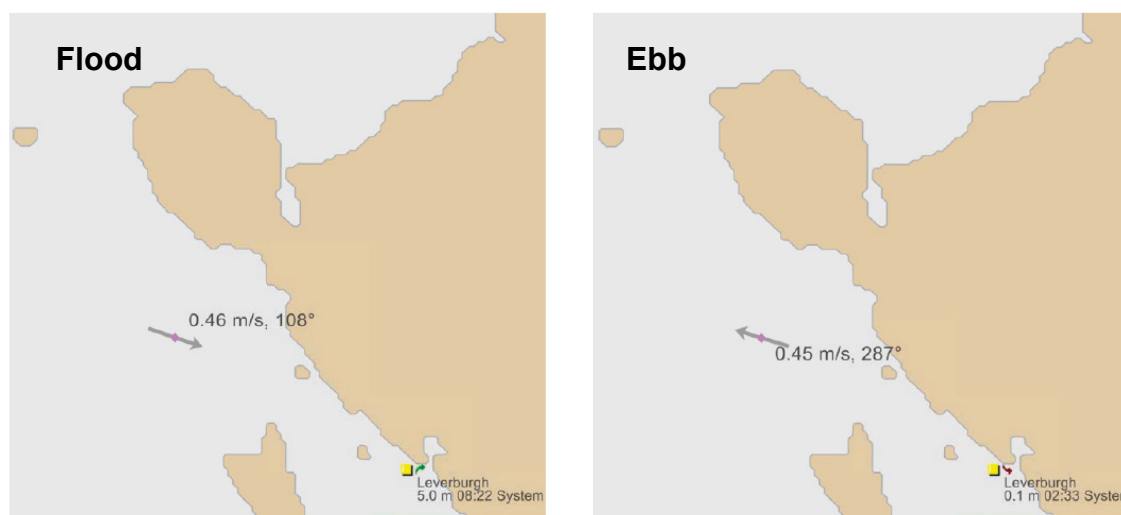 Flood
0.46 m/s, 108°
Leverburgh
5.0 m 08:22 System
Ebb
0.45 m/s, 287°
Leverburgh
0.1 m 02:33 System